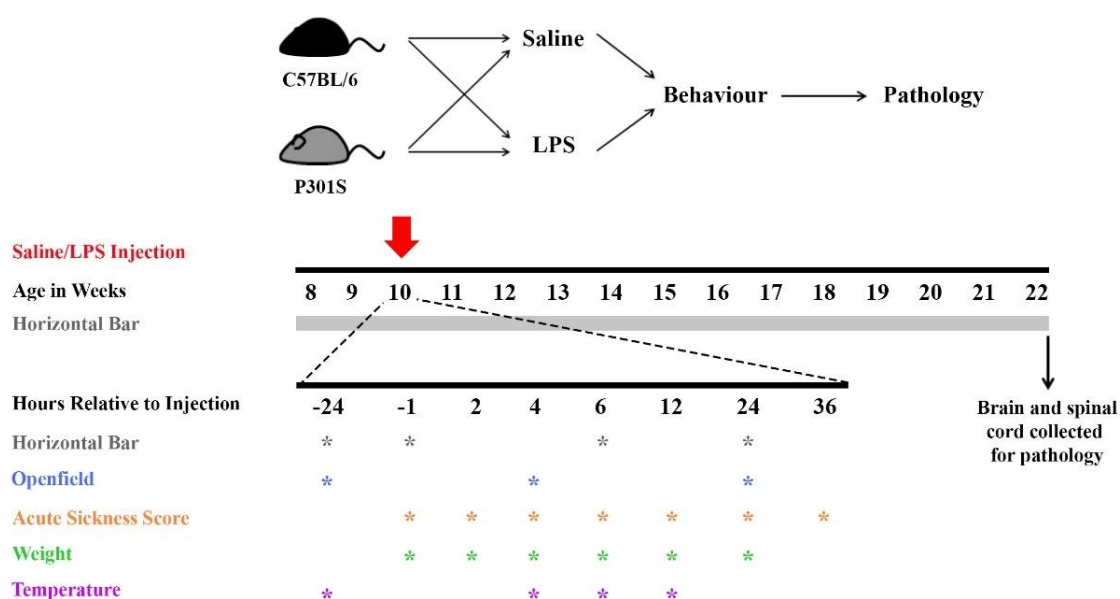 Saline
C57BL/6
Behaviour
Pathology
LPS
P301S
Saline/LPS Injection
Age in Weeks 8 9 10 11 12 13 14 15 16 17 18 19 20 21 22
Horizontal Bar
Hours Relative to Injection -24 -1 2 4 6 12 24 36
Horizontal Bar * * * *
Openfield * * *
Acute Sickness Score * * * * * * *
Weight * * * * * *
Temperature * * * *
Brain and spinal
cord collected
for pathology